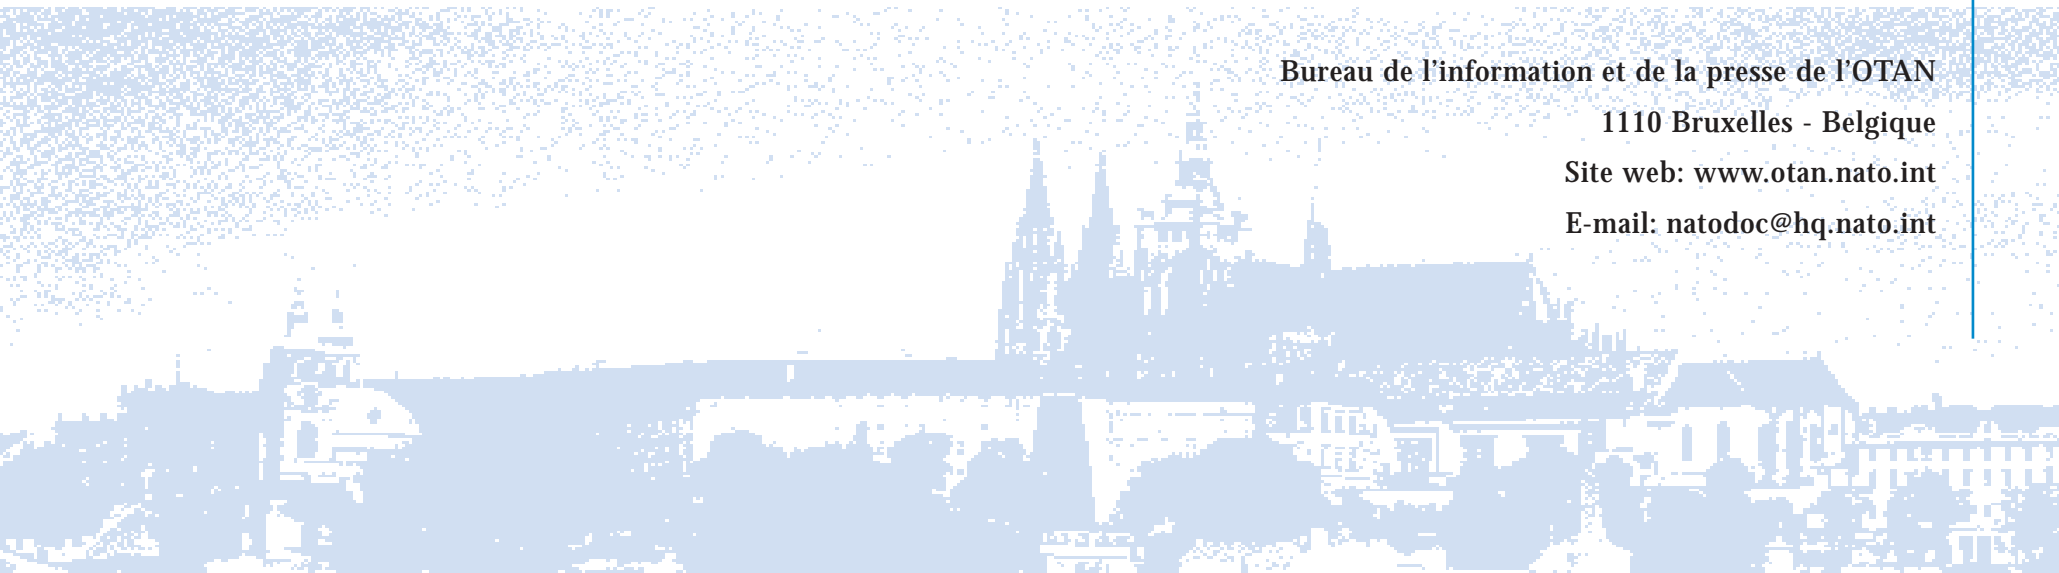 Bureau de l'information et de la presse de l'OTAN
1110 Bruxelles - Belgique
Site web: www.otan.nato.int
E-mail: natodoc@hq.nato.int